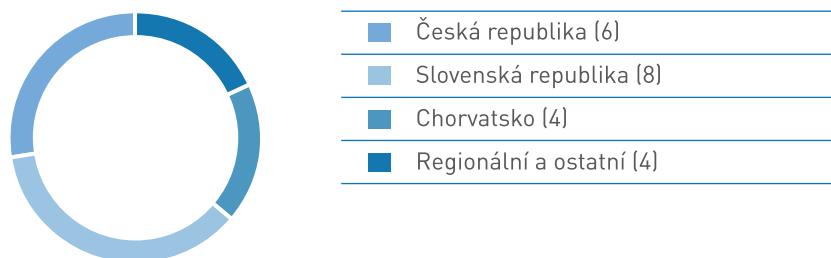 Česká republika (6)
Slovenská republika (8)
Chorvatsko (4)
Regionální a ostatní (4)